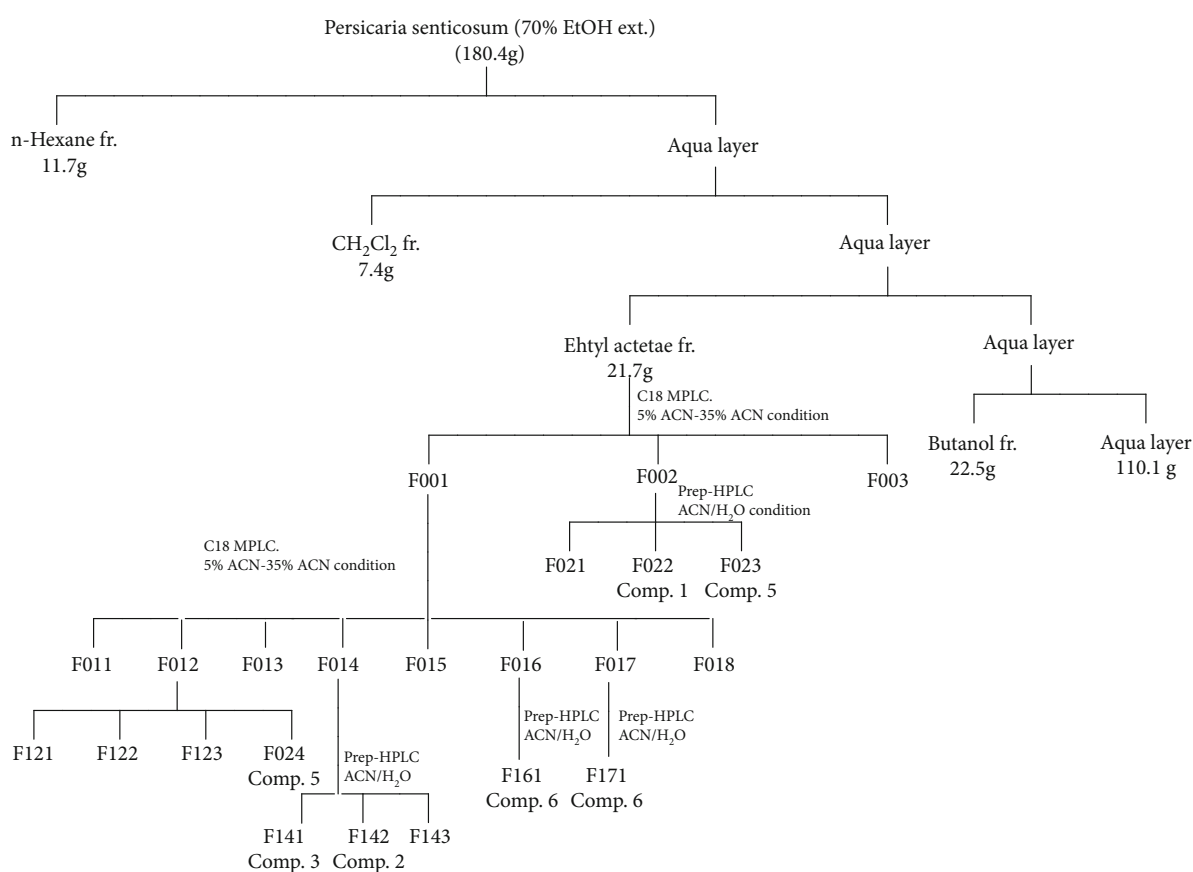 Persicaria senticosum (70% EtOH ext.)
(180.4g)
n-Hexane fr.
11.7g
Aqua layer
CH₂Cl₂ fr.
7.4g
Aqua layer
Ehtyl actetae fr.
21.7g
Aqua layer
C18 MPLC.
5% ACN-35% ACN condition
Butanol fr.
22.5g
Aqua layer
110.1 g
F001
F002
F003
Prep-HPLC
ACN/H₂O condition
C18 MPLC.
5% ACN-35% ACN condition
F021
F022
Comp. 1
F023
Comp. 5
F011
F012
F013
F014
F015
F016
F017
F018
Prep-HPLC
ACN/H₂O
Prep-HPLC
ACN/H₂O
F121
F122
F123
F024
Comp. 5
Prep-HPLC
ACN/H₂O
F161
Comp. 6
F171
Comp. 6
F141
Comp. 3
F142
Comp. 2
F143